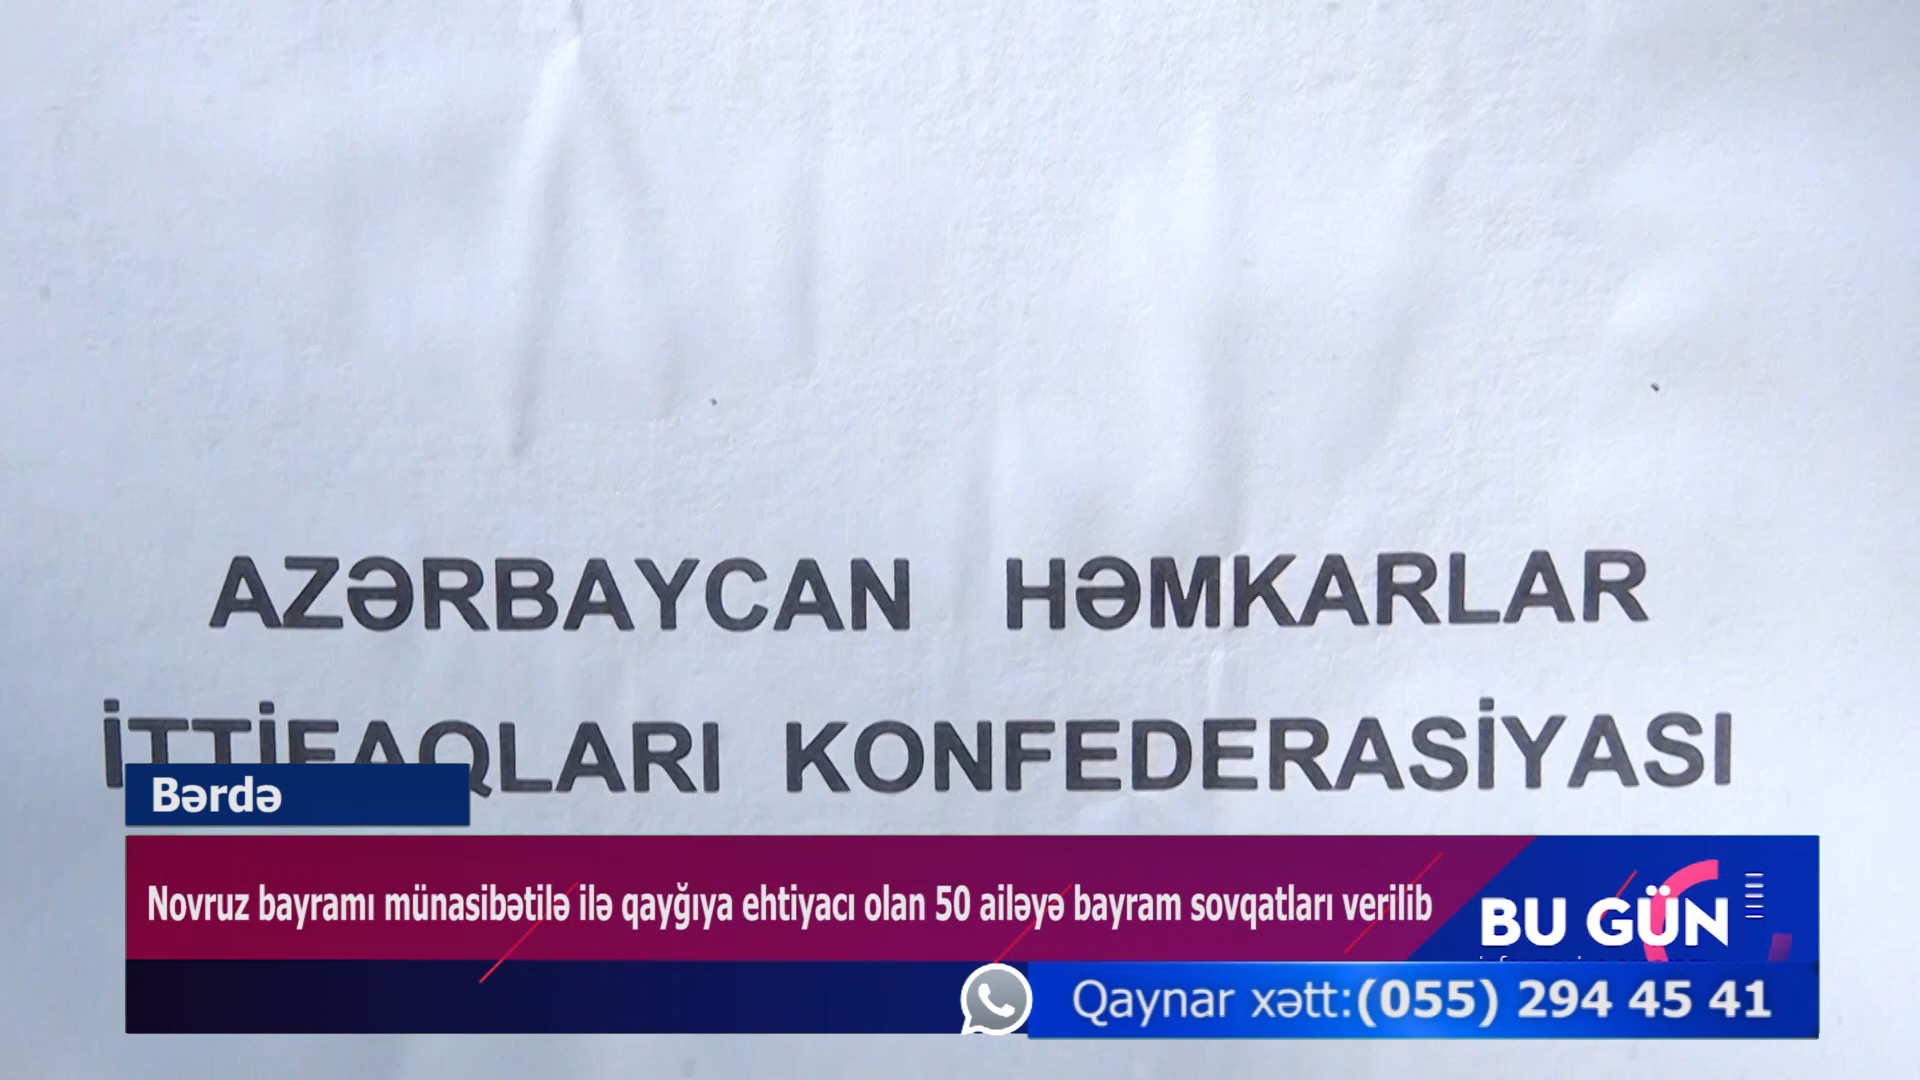 AZƏRBAYCAN HƏMKARLAR
İTTİFAQLARI KONFEDERASİYASI
Bərdə
Novruz bayramı münasibətilə ilə qayğıya ehtiyacı olan 50 ailəyə bayram sovqatları verilib
BU GÜN
Qaynar xətt:(055) 294 45 41